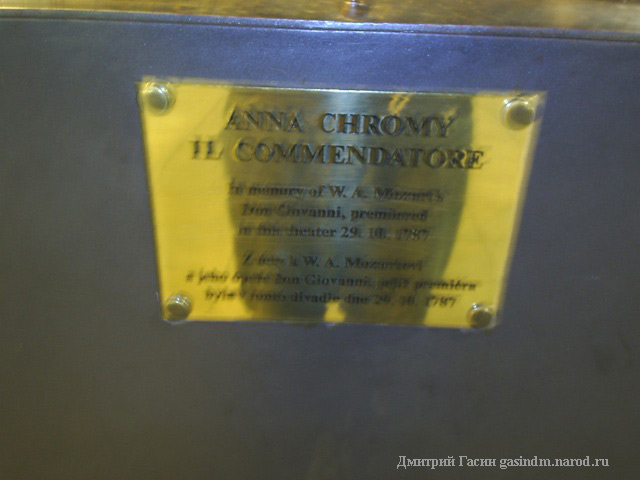 ANNA CHROMY
IL COMMENDATORE
In memory of W. A. Mozart's
Don Giovanni, premiered
in this theater 29. 10. 1787
W. A. Mozartovi
a jeho opeře Don Giovanni, jejíž premiéra
byla v tomto divadle dne 29. 10. 1787
Дмитрий Гасин gasindm.narod.ru